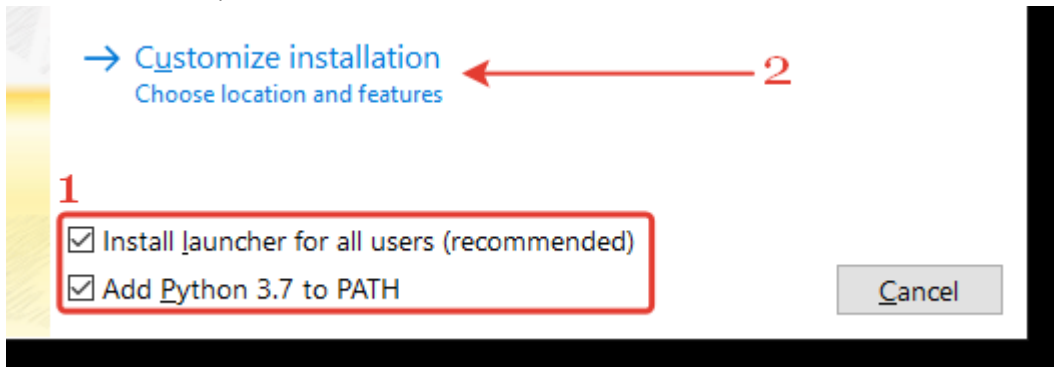 → Customize installation
2
Choose location and features
1
Install launcher for all users (recommended)
Add Python 3.7 to PATH
Cancel